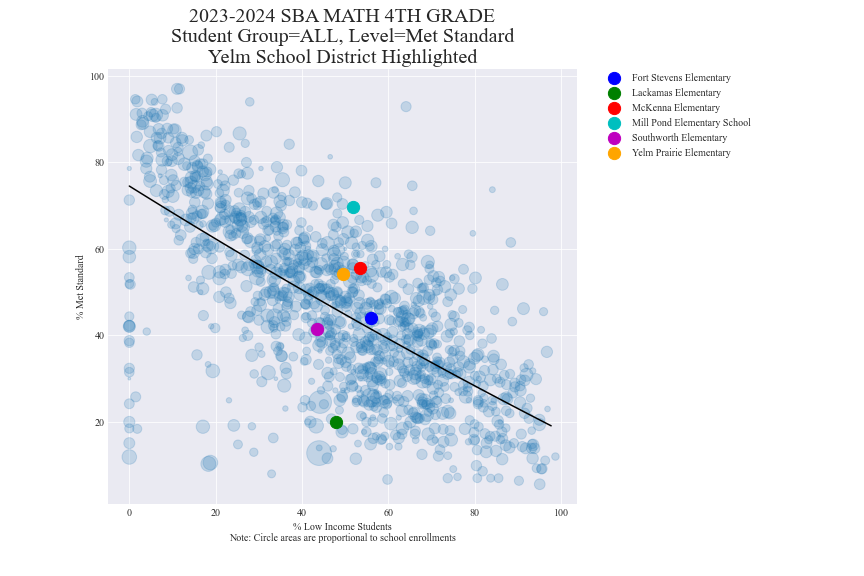 2023-2024 SBA MATH 4TH GRADE
Student Group=ALL, Level=Met Standard
Yelm School District Highlighted
100
80
60
40
20
% Met Standard
0
20
40
60
80
100
% Low Income Students
Note: Circle areas are proportional to school enrollments
Fort Stevens Elementary
Lackamas Elementary
McKenna Elementary
Mill Pond Elementary School
Southworth Elementary
Yelm Prairie Elementary